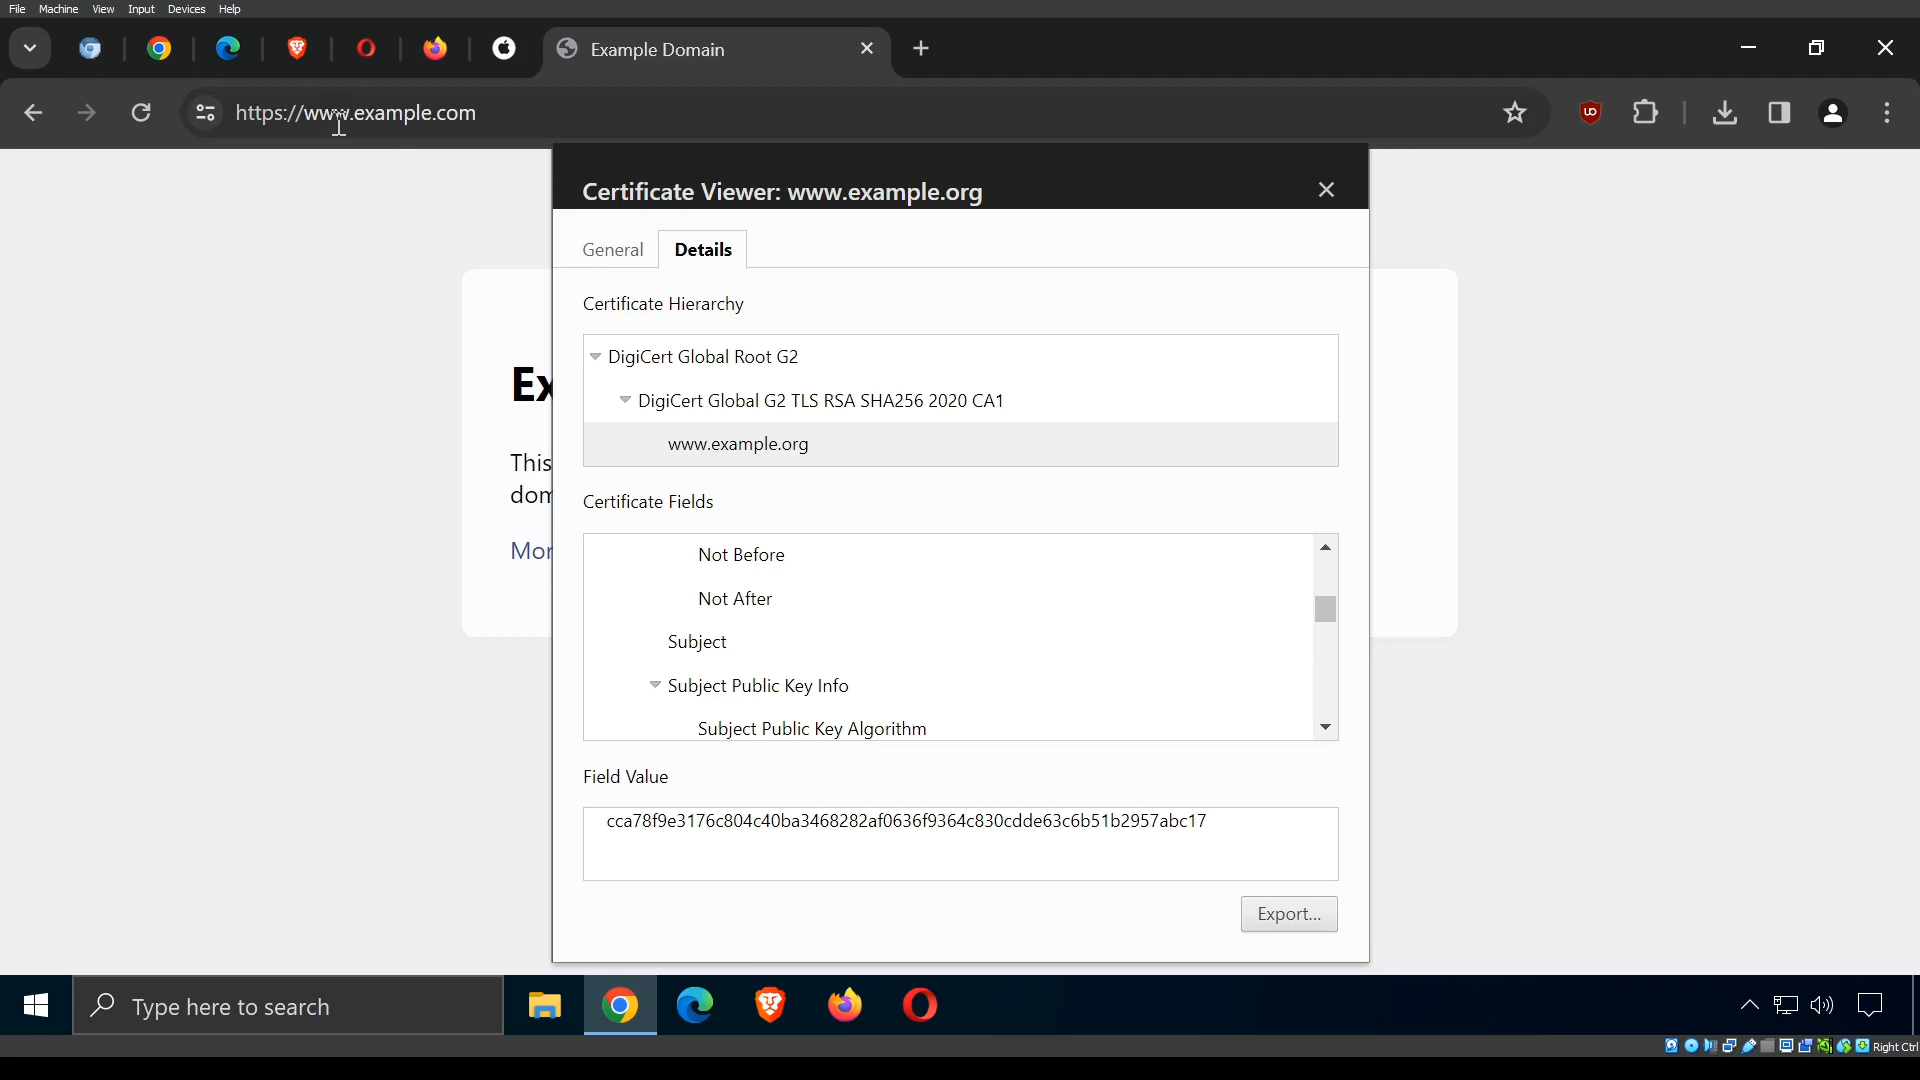 File Machine View Input Devices Help
Example Domain
https://www.example.com
Certificate Viewer: www.example.org
General Details
Certificate Hierarchy
DigiCert Global Root G2
DigiCert Global G2 TLS RSA SHA256 2020 CA1
www.example.org
Certificate Fields
Not Before
Not After
Subject
Subject Public Key Info
Subject Public Key Algorithm
Field Value
cca78f9e3176c804c40ba3468282af0636f9364c830cdde63c6b51b2957abc17
Export...
Ex
This
dom
Mor
Type here to search
Right Ctrl